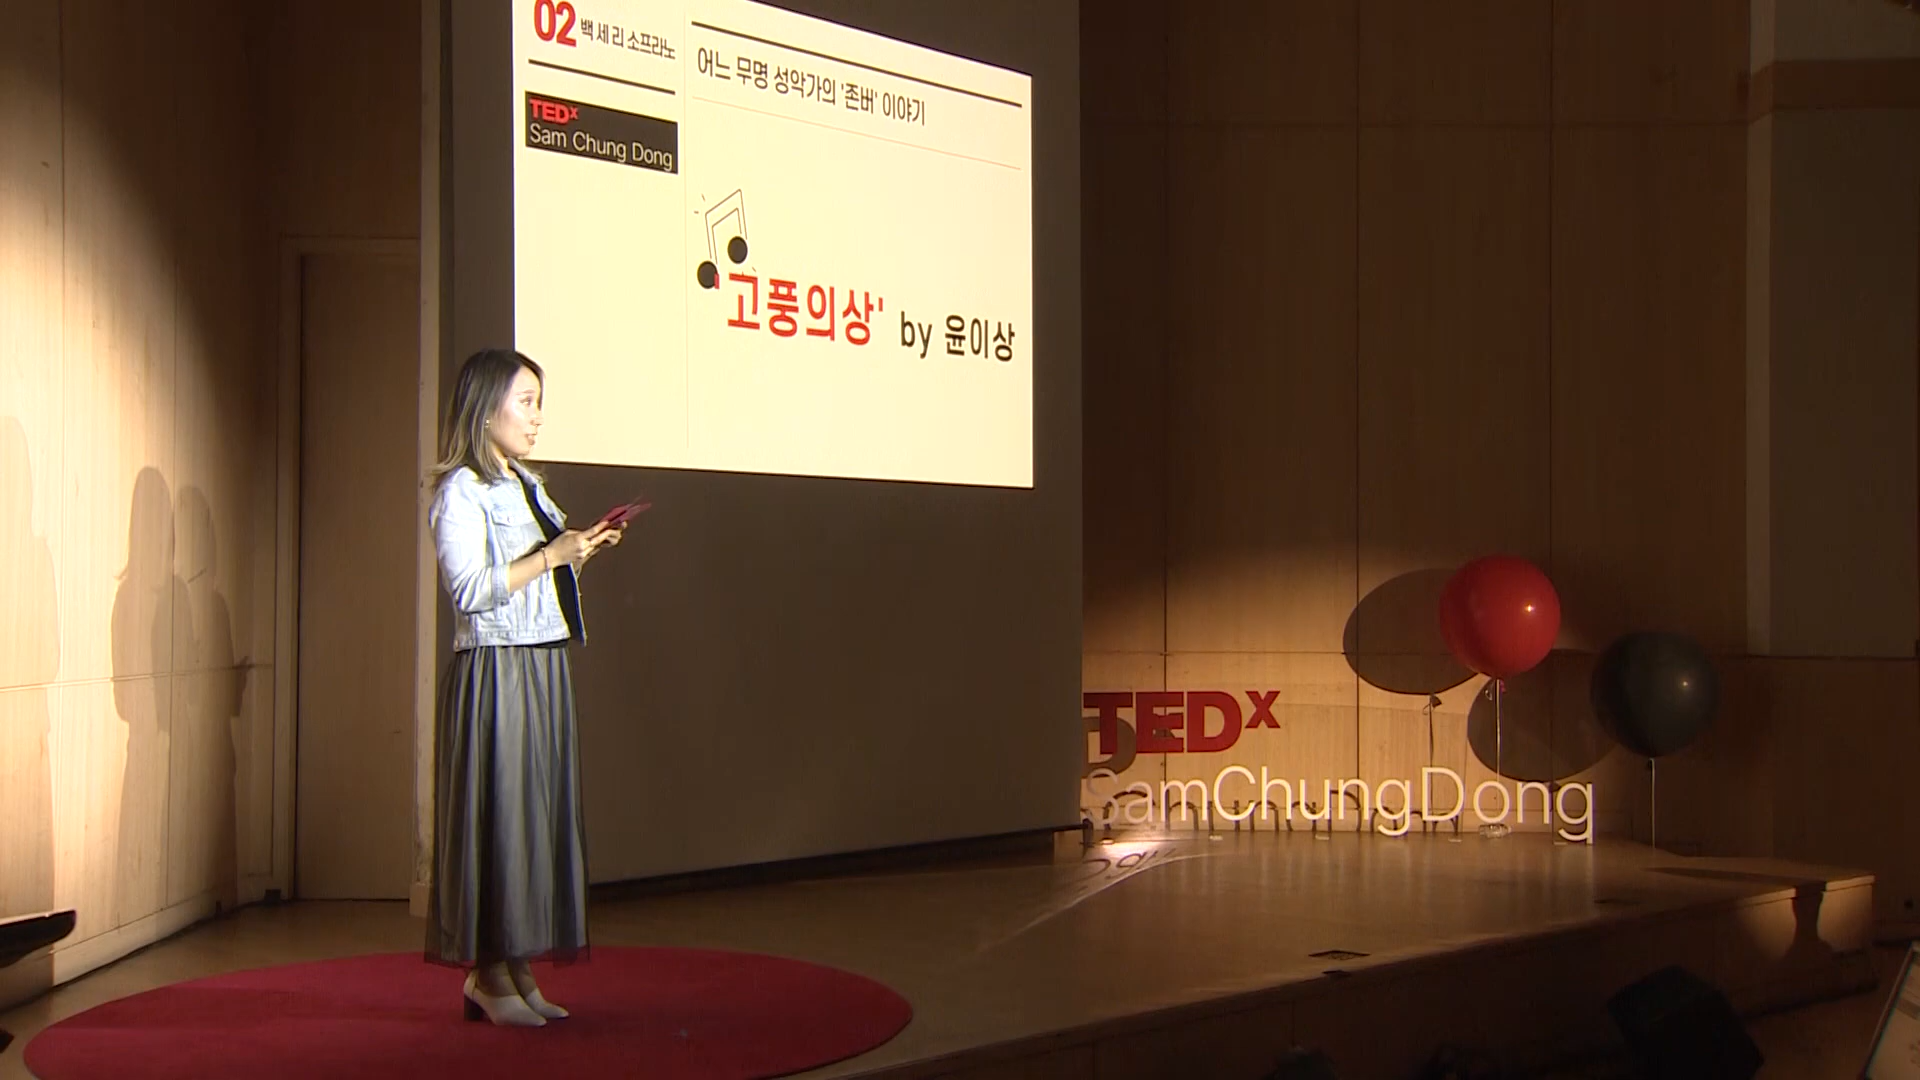 02 백세리 소프라노
TEDx
Sam Chung Dong
어느 무명 성악가의 '존버' 이야기
'고풍의상' by 윤이상
TEDx
SamChungDong